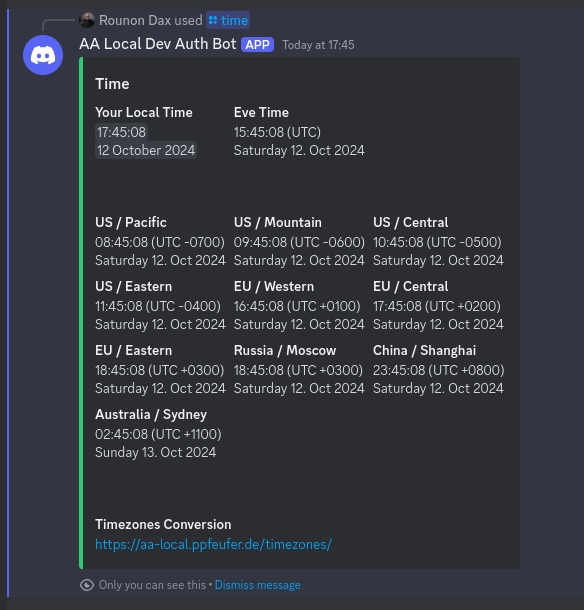 Rounon Dax used time
AA Local Dev Auth Bot APP Today at 17:45
Time
Your Local Time
17:45:08
12 October 2024
Eve Time
15:45:08 (UTC)
Saturday 12. Oct 2024
US / Pacific
08:45:08 (UTC -0700)
Saturday 12. Oct 2024
US / Mountain
09:45:08 (UTC -0600)
Saturday 12. Oct 2024
US / Central
10:45:08 (UTC -0500)
Saturday 12. Oct 2024
US / Eastern
11:45:08 (UTC -0400)
Saturday 12. Oct 2024
EU / Western
16:45:08 (UTC +0100)
Saturday 12. Oct 2024
EU / Central
17:45:08 (UTC +0200)
Saturday 12. Oct 2024
EU / Eastern
18:45:08 (UTC +0300)
Saturday 12. Oct 2024
Russia / Moscow
18:45:08 (UTC +0300)
Saturday 12. Oct 2024
China / Shanghai
23:45:08 (UTC +0800)
Saturday 12. Oct 2024
Australia / Sydney
02:45:08 (UTC +1100)
Sunday 13. Oct 2024
Timezones Conversion
https://aa-local.ppfeufer.de/timezones/
Only you can see this • Dismiss message